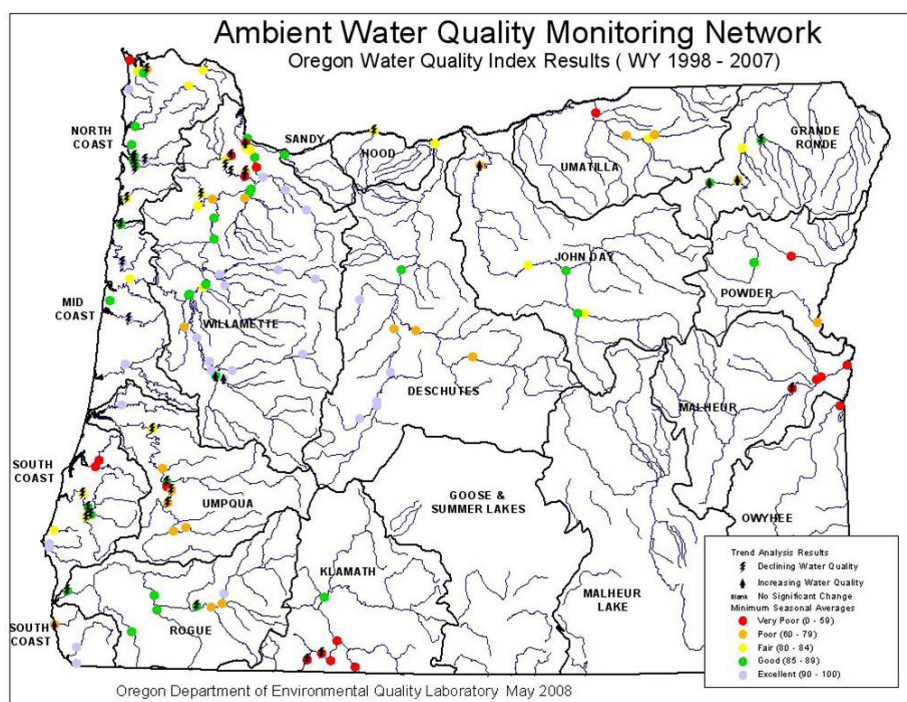 Ambient Water Quality Monitoring Network
Oregon Water Quality Index Results ( WY 1998 - 2007)
NORTH
COAST
SANDY
HOOD
UMATILLA
GRANDE
RONDE
JOHN DAY
POWDER
MID
COAST
WILLAMETTE
DESCHUTES
MALHEUR
SOUTH
COAST
UMPQUA
GOOSE &
SUMMER LAKES
OWYHEE
KLAMATH
MALHEUR
LAKE
SOUTH
COAST
ROGUE
Trend Analysis Results
Declining Water Quality
Increasing Water Quality
Blank No Significant Change
Minimum Seasonal Averages
Very Poor (0 - 59)
Poor (60 - 79)
Fair (80 - 84)
Good (85 - 89)
Excellent (90 - 100)
Oregon Department of Environmental Quality Laboratory May 2008